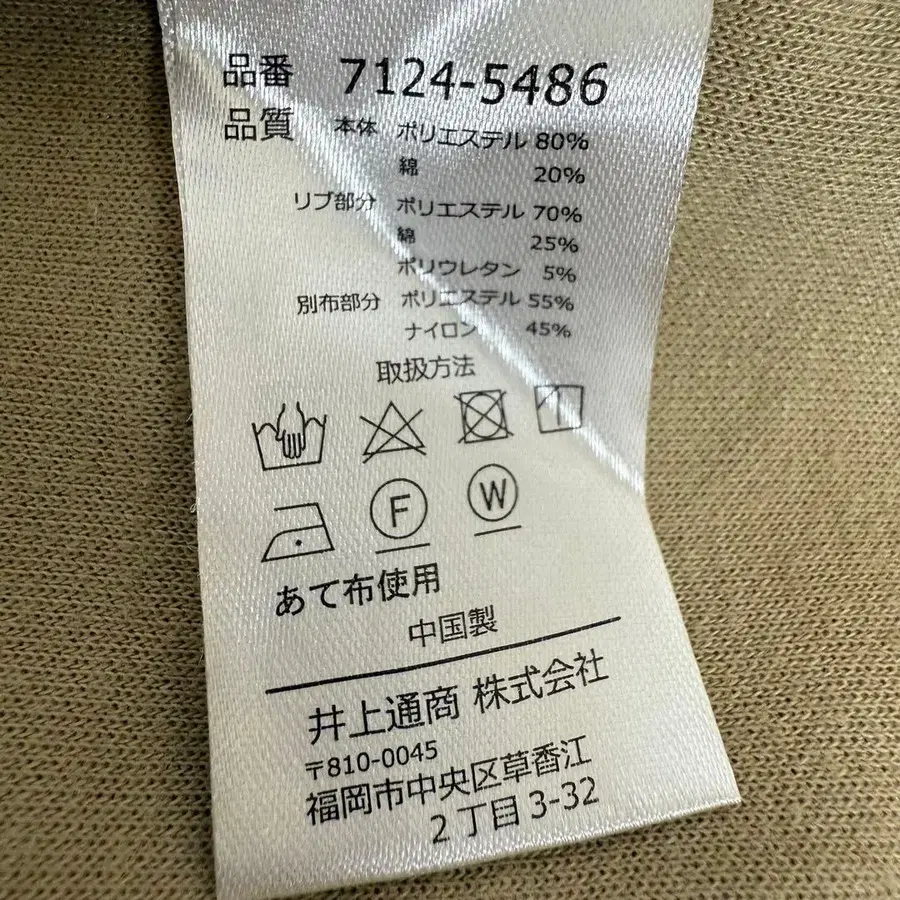 品番 7124-5486
品質 本体 ポリエステル 80%
綿 20%
リブ部分 ポリエステル 70%
綿 25%
ポリウレタン 5%
別布部分 ポリエステル 55%
ナイロン 45%
取扱方法
F W
あて布使用
中国製
井上通商 株式会社
〒810-0045
福岡市中央区草香江
2丁目3-32